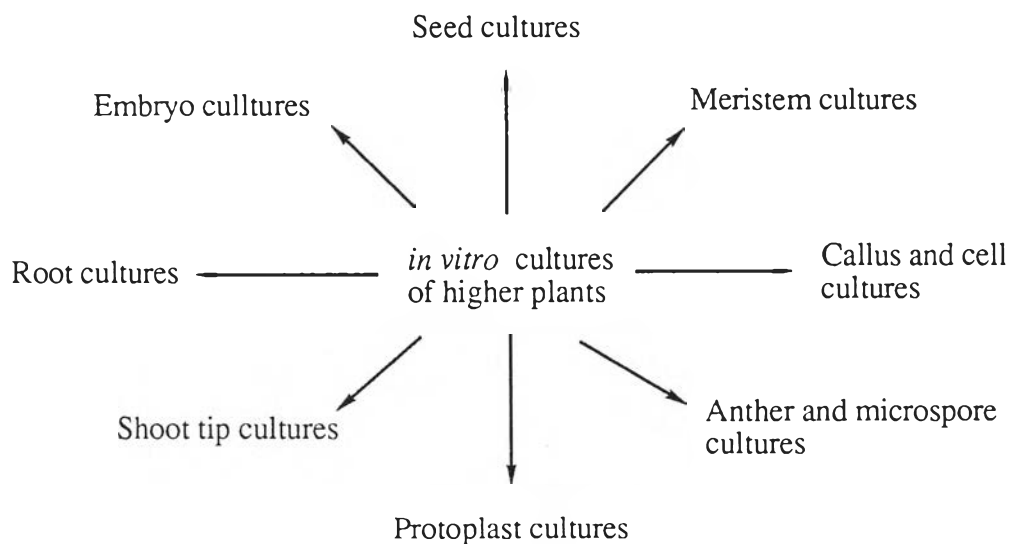 Seed cultures
Embryo culltures
Meristem cultures
Root cultures
in vitro cultures
of higher plants
Callus and cell
cultures
Shoot tip cultures
Anther and microspore
cultures
Protoplast cultures